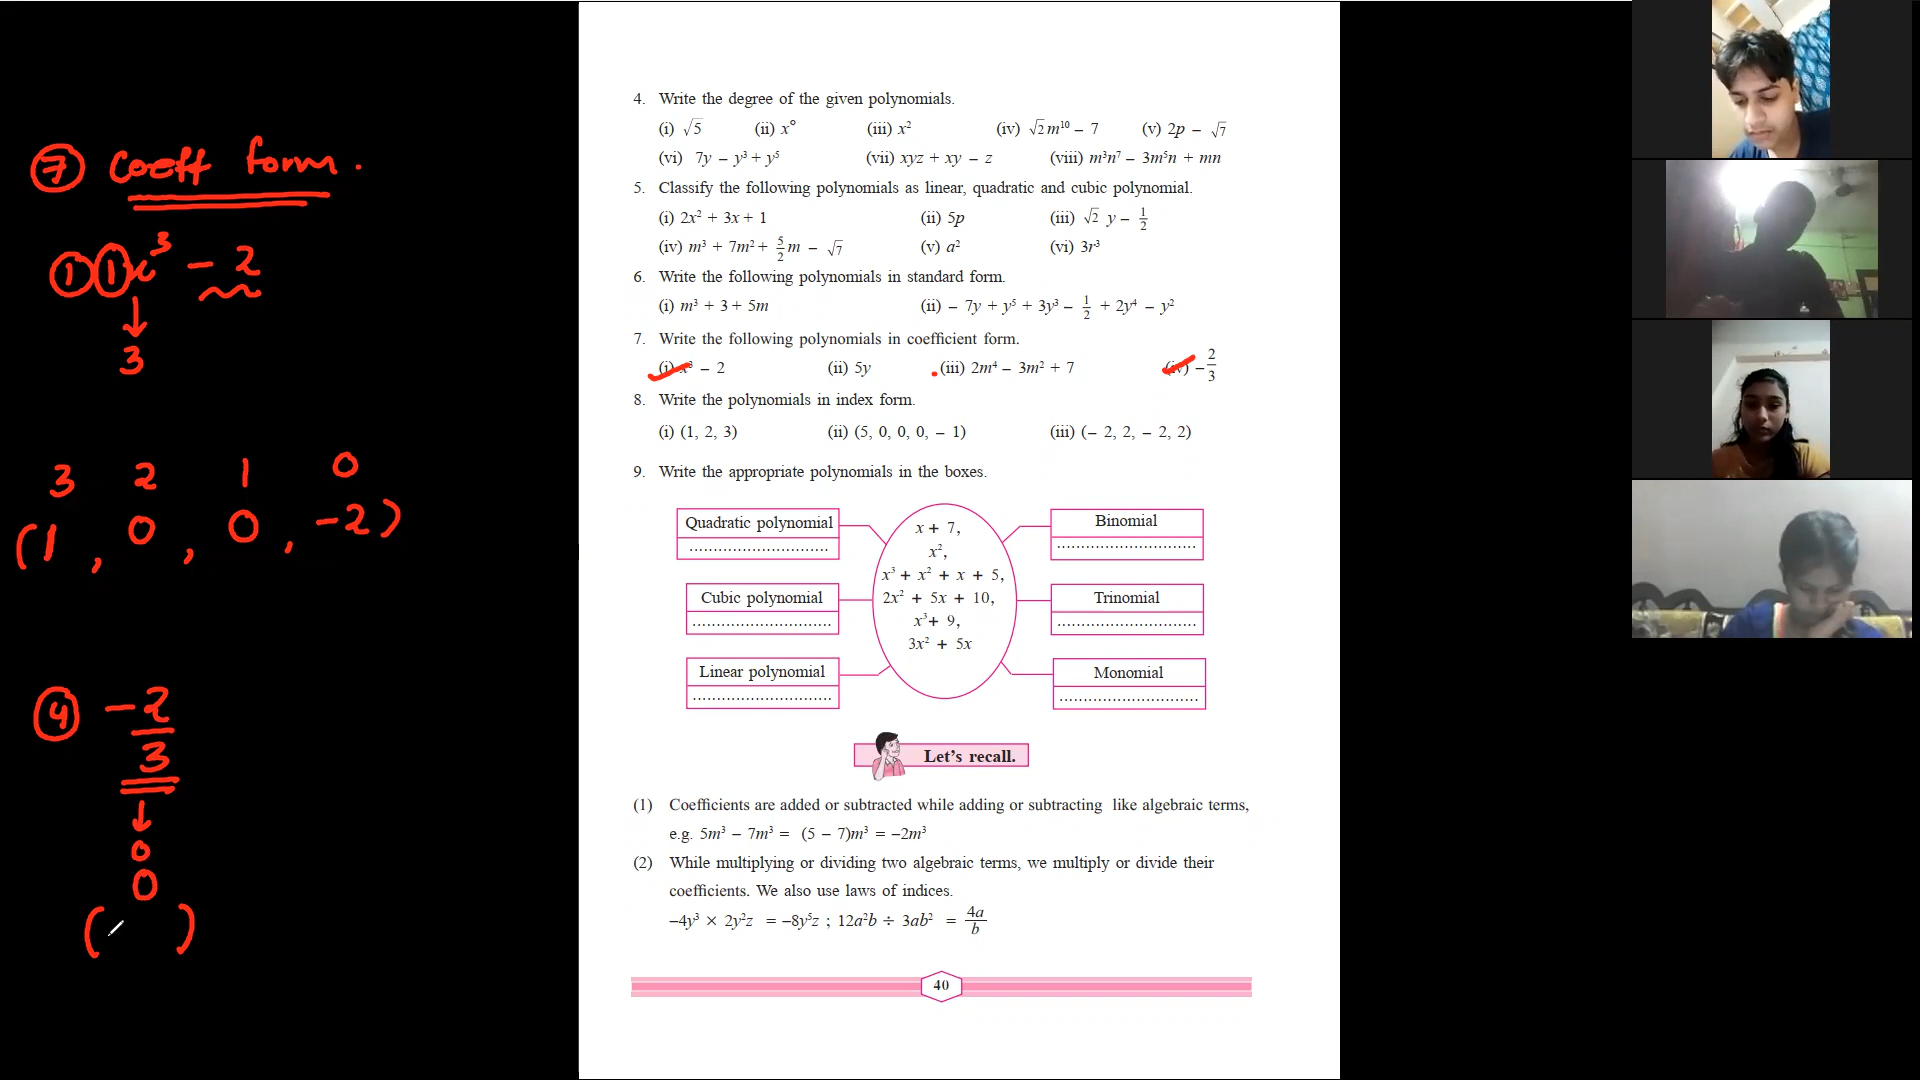 ⑦ Coeff form.
① 1x³ - 2
↓
3
3 2 1 0
(1, 0, 0, -2)
④ -2/3
↓
0
0
( )
4. Write the degree of the given polynomials.
(i) √5 (ii) x° (iii) x² (iv) √2 m¹⁰ – 7 (v) 2p – √7
(vi) 7y – y³ + y⁵ (vii) xyz + xy – z (viii) m³n⁷ – 3m⁵n + mn
5. Classify the following polynomials as linear, quadratic and cubic polynomial.
(i) 2x² + 3x + 1 (ii) 5p (iii) √2 y – 1/2
(iv) m³ + 7m² + 5/2 m – √7 (v) a² (vi) 3r³
6. Write the following polynomials in standard form.
(i) m³ + 3 + 5m (ii) – 7y + y⁵ + 3y³ – 1/2 + 2y⁴ – y²
7. Write the following polynomials in coefficient form.
(i) x³ – 2 (ii) 5y (iii) 2m⁴ – 3m² + 7 (iv) – 2/3
8. Write the polynomials in index form.
(i) (1, 2, 3) (ii) (5, 0, 0, 0, – 1) (iii) (– 2, 2, – 2, 2)
9. Write the appropriate polynomials in the boxes.
Quadratic polynomial
.............................
Cubic polynomial
.............................
Linear polynomial
.............................
x + 7,
x²,
x³ + x² + x + 5,
2x² + 5x + 10,
x³ + 9,
3x² + 5x
Binomial
.............................
Trinomial
.............................
Monomial
.............................
Let's recall.
(1) Coefficients are added or subtracted while adding or subtracting like algebraic terms,
e.g. 5m³ – 7m³ = (5 – 7)m³ = –2m³
(2) While multiplying or dividing two algebraic terms, we multiply or divide their
coefficients. We also use laws of indices.
–4y³ × 2y²z = –8y⁵z ; 12a²b ÷ 3ab² = 4a/b
40